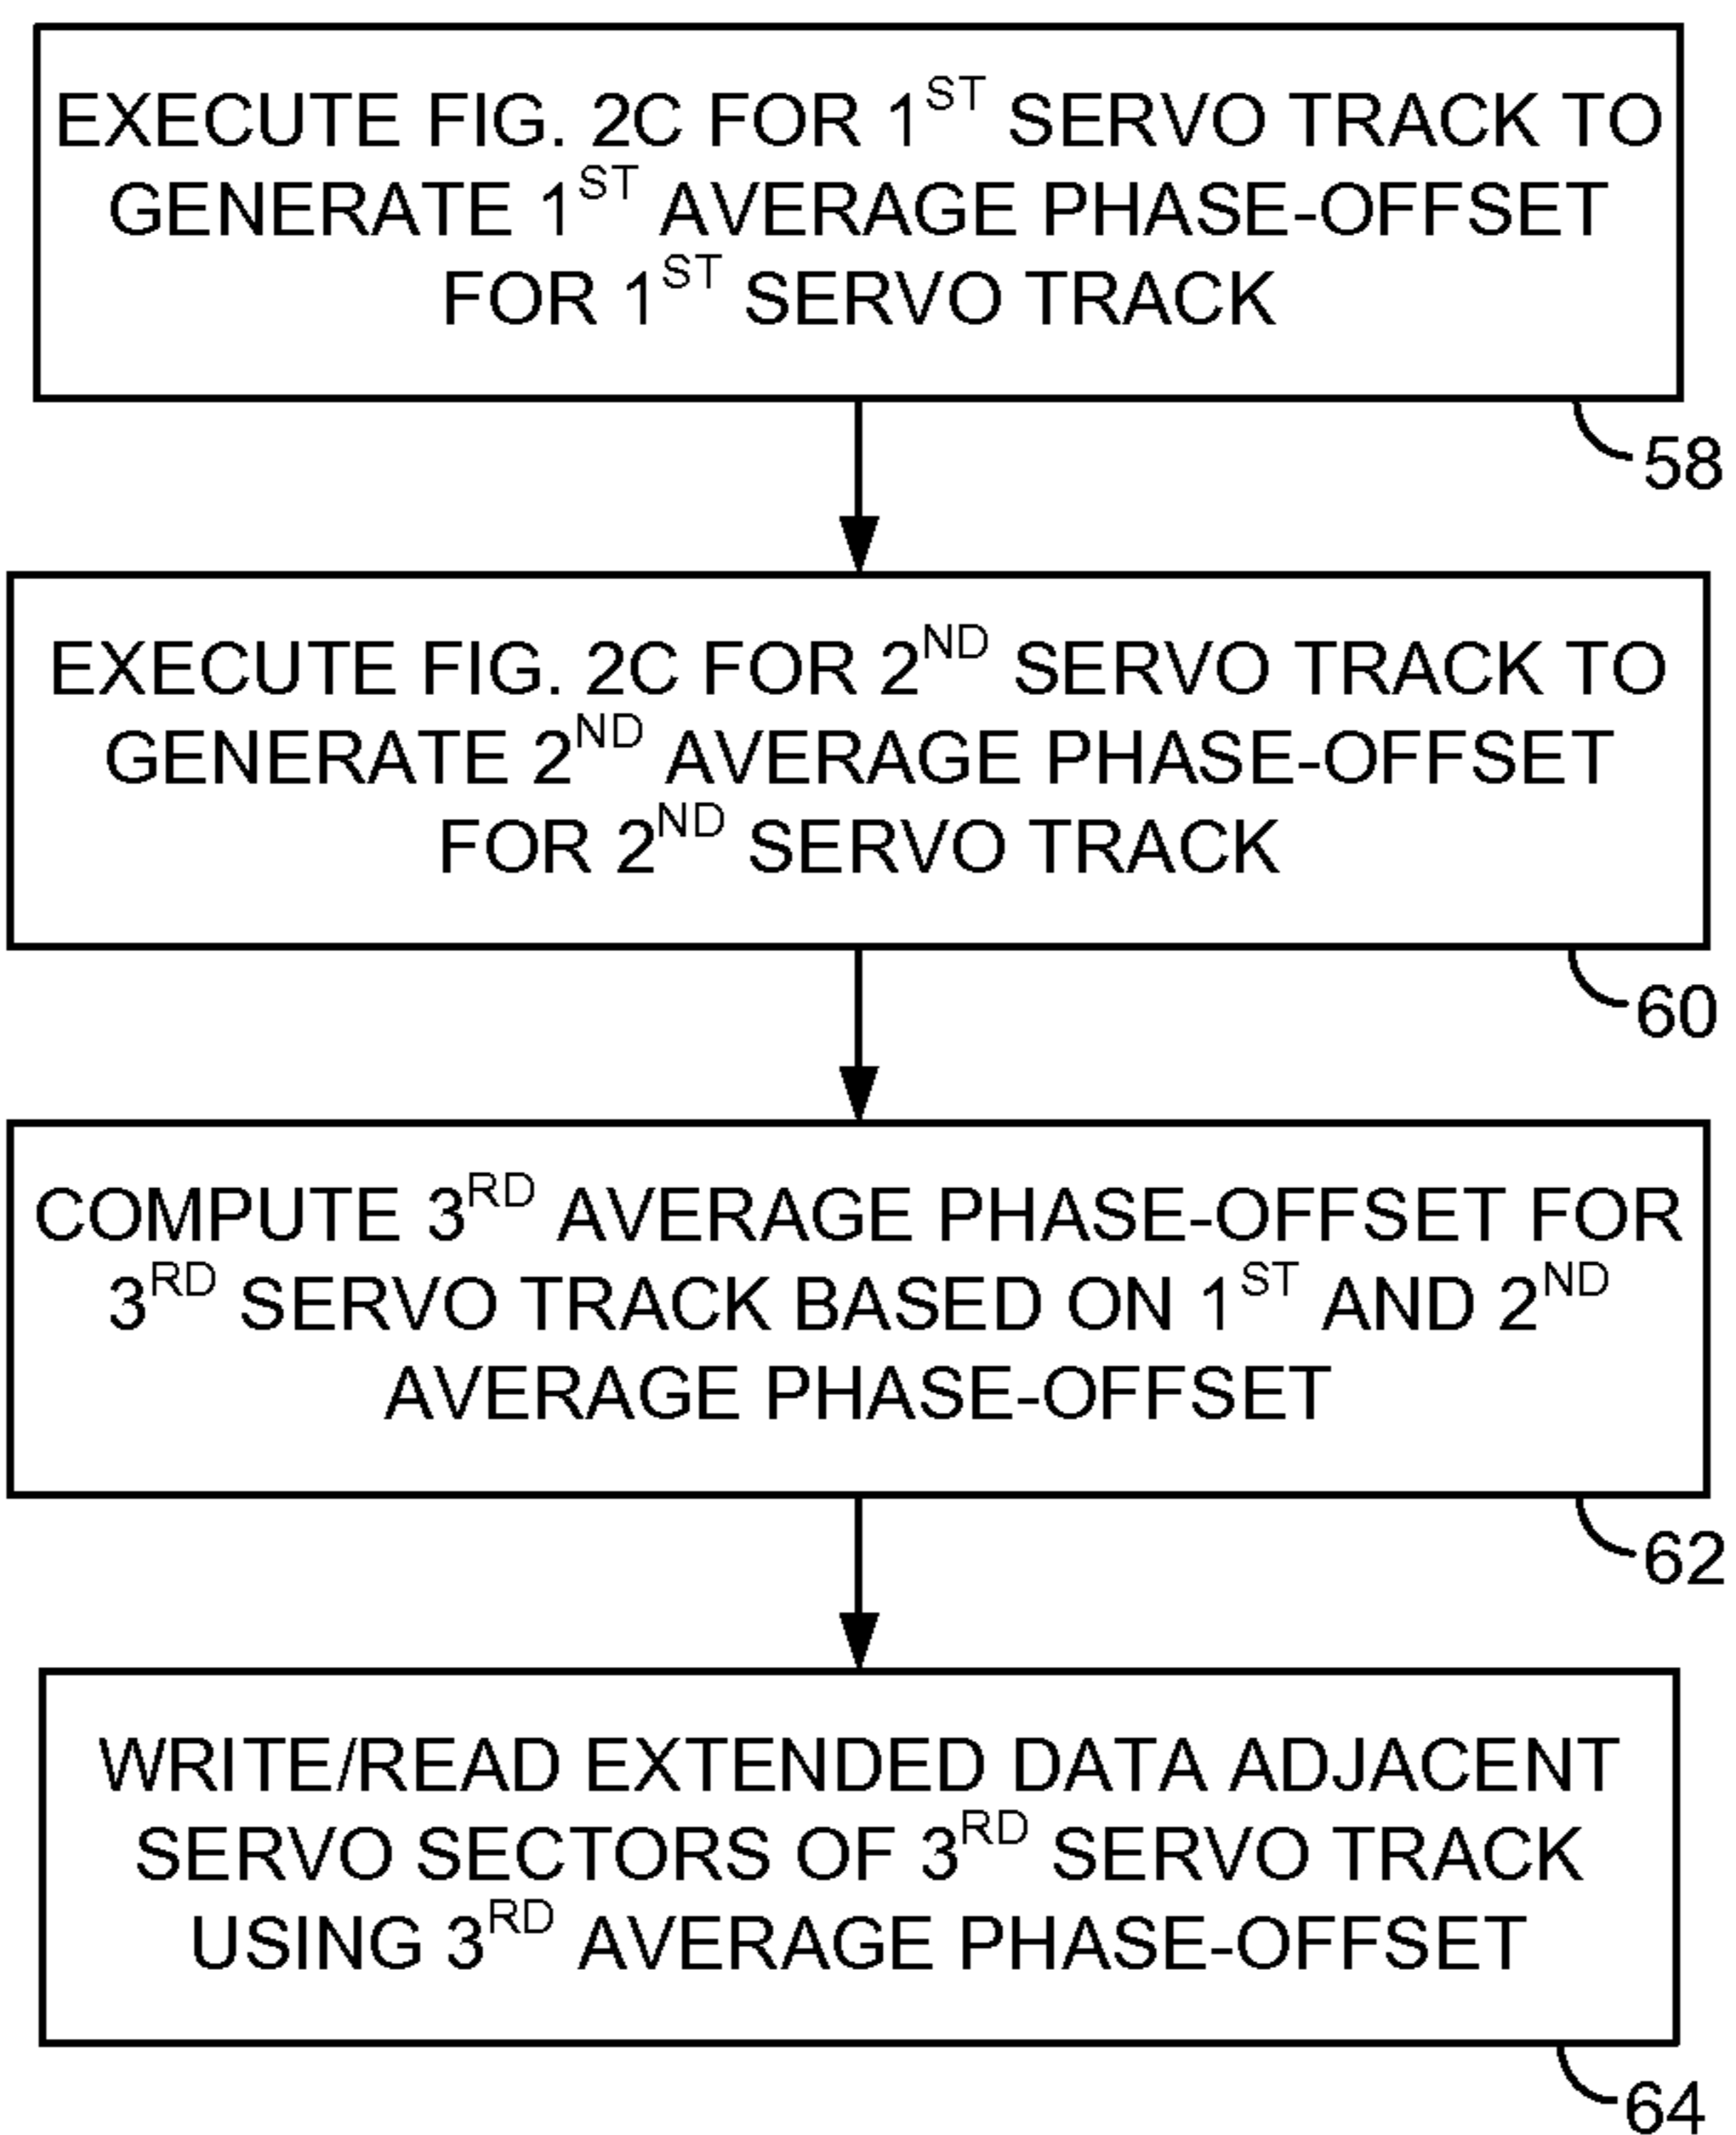 EXECUTE FIG. 2C FOR 1ST SERVO TRACK TO
GENERATE 1ST AVERAGE PHASE-OFFSET
FOR 1ST SERVO TRACK
58
EXECUTE FIG. 2C FOR 2ND SERVO TRACK TO
GENERATE 2ND AVERAGE PHASE-OFFSET
FOR 2ND SERVO TRACK
60
COMPUTE 3RD AVERAGE PHASE-OFFSET FOR
3RD SERVO TRACK BASED ON 1ST AND 2ND
AVERAGE PHASE-OFFSET
62
WRITE/READ EXTENDED DATA ADJACENT
SERVO SECTORS OF 3RD SERVO TRACK
USING 3RD AVERAGE PHASE-OFFSET
64